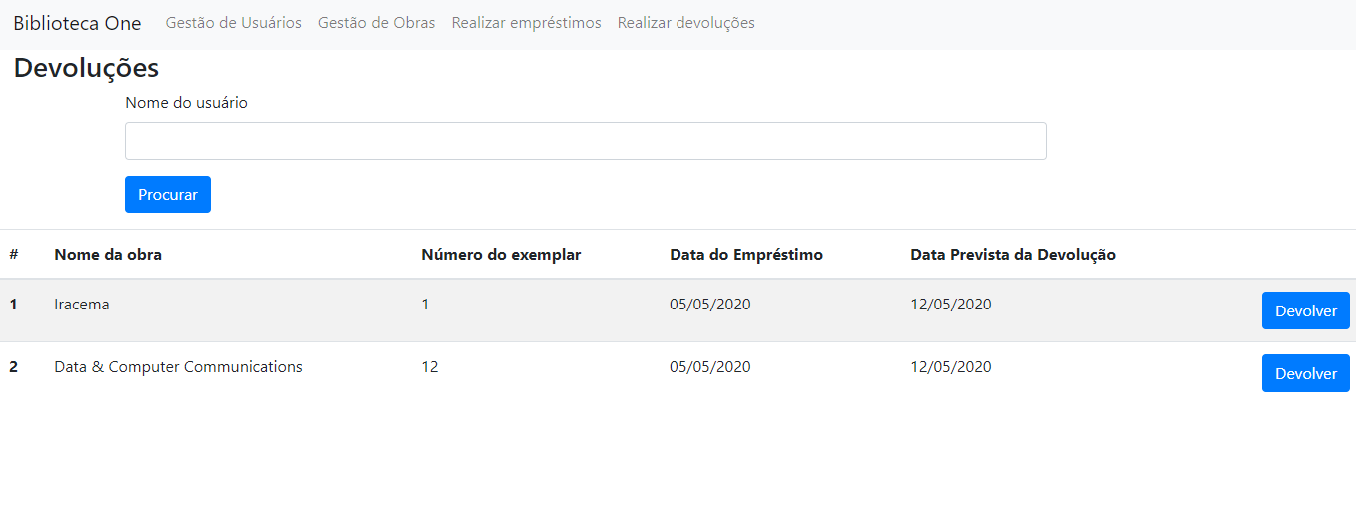 Biblioteca One Gestão de Usuários Gestão de Obras Realizar empréstimos Realizar devoluções
Devoluções
Nome do usuário
Procurar
# Nome da obra Número do exemplar Data do Empréstimo Data Prevista da Devolução
1 Iracema 1 05/05/2020 12/05/2020 Devolver
2 Data & Computer Communications 12 05/05/2020 12/05/2020 Devolver